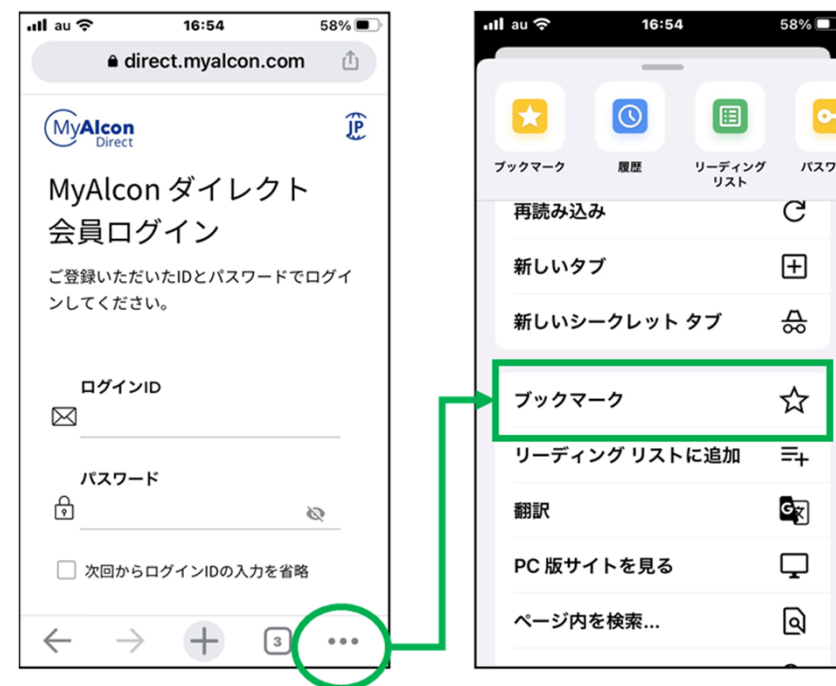 au 16:54 58%
direct.myalcon.com
MyAlcon
Direct
JP
MyAlcon ダイレクト
会員ログイン
ご登録いただいたIDとパスワードでログイ
ンしてください。
ログインID
パスワード
次回からログインIDの入力を省略
3
au 16:54 58%
ブックマーク 履歴 リーディング パスワ
リスト
再読み込み
新しいタブ
新しいシークレット タブ
ブックマーク
リーディング リストに追加
翻訳
PC 版サイトを見る
ページ内を検索...